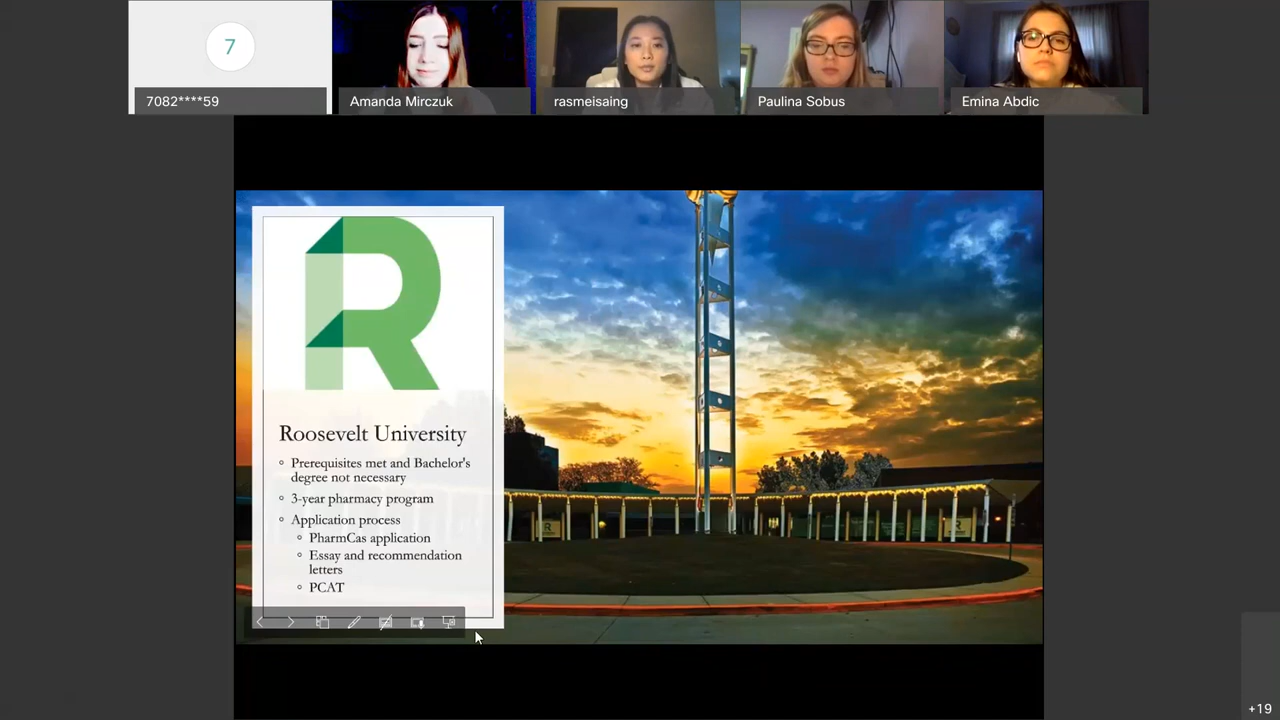 7
7082****59
Amanda Mirczuk
rasmeisaing
Paulina Sobus
Emina Abdic
R
Roosevelt University
Prerequisites met and Bachelor's
degree not necessary
3-year pharmacy program
Application process
PharmCas application
Essay and recommendation
letters
PCAT
R
R
+19